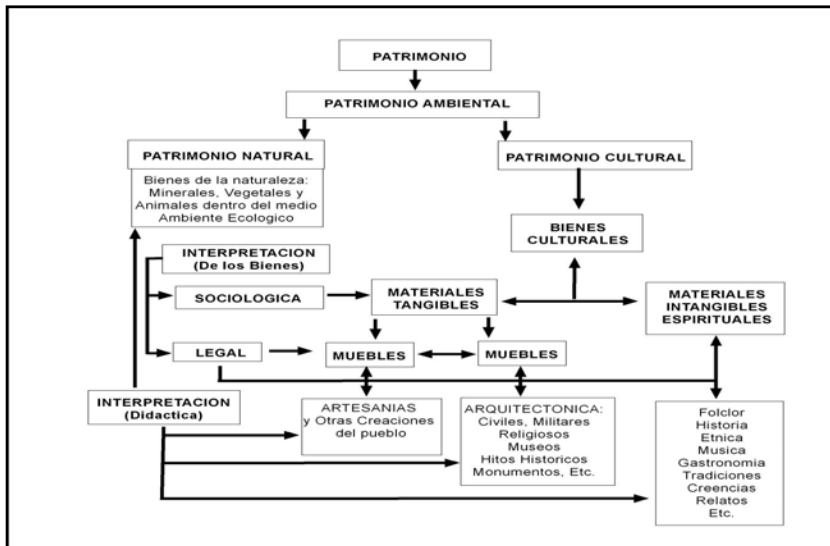 PATRIMONIO
PATRIMONIO AMBIENTAL
PATRIMONIO NATURAL
Bienes de la naturaleza:
Minerales, Vegetales y
Animales dentro del medio
Ambiente Ecologico
PATRIMONIO CULTURAL
BIENES
CULTURALES
INTERPRETACION
(De los Bienes)
SOCIOLOGICA
MATERIALES
TANGIBLES
MATERIALES
INTANGIBLES
ESPIRITUALES
LEGAL
MUEBLES
MUEBLES
INTERPRETACION
(Didactica)
ARTESANIAS
y Otras Creaciones
del pueblo
ARQUITECTONICA:
Civiles, Militares
Religiosos
Museos
Hitos Historicos
Monumentos, Etc.
Folclor
Historia
Etnica
Musica
Gastronomia
Tradiciones
Creencias
Relatos
Etc.